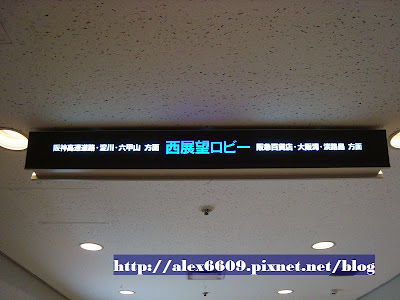 阪神高速道路・淀川・六甲山 方面 西展望ロビー 阪急百貨店・大阪湾・淡路島 方面
http://alex6609.pixnet.net/blog